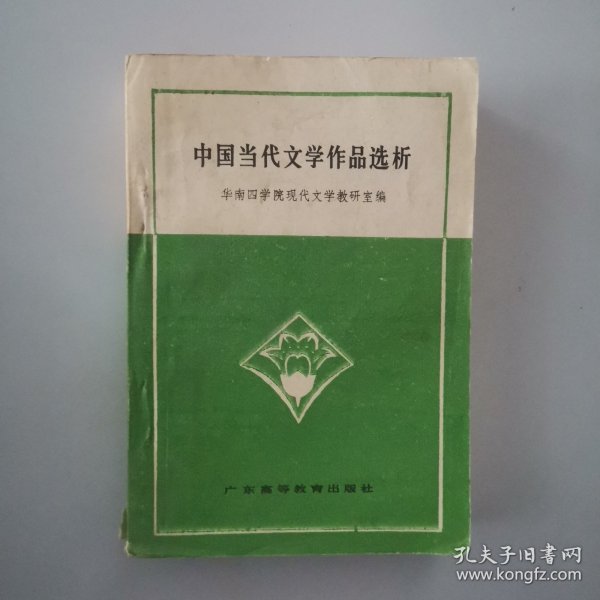 中国当代文学作品选析
华南四学院现代文学教研室编
广东高等教育出版社
孔夫子旧书网
www.kongfz.com